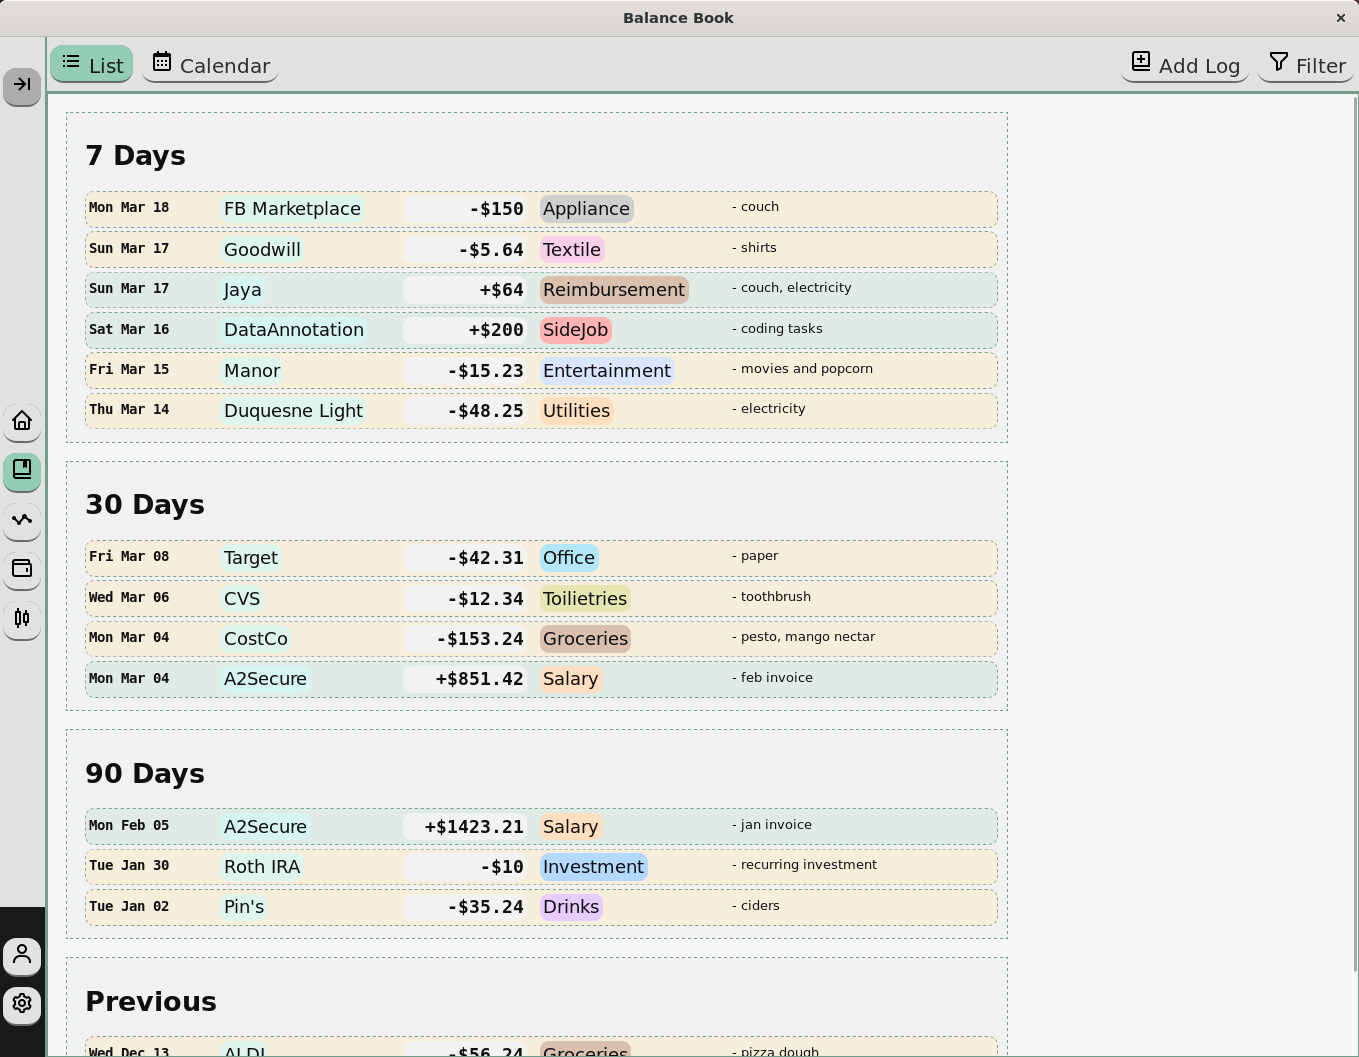 Balance Book ×
List Calendar Add Log Filter
7 Days
Mon Mar 18 FB Marketplace -$150 Appliance - couch
Sun Mar 17 Goodwill -$5.64 Textile - shirts
Sun Mar 17 Jaya +$64 Reimbursement - couch, electricity
Sat Mar 16 DataAnnotation +$200 SideJob - coding tasks
Fri Mar 15 Manor -$15.23 Entertainment - movies and popcorn
Thu Mar 14 Duquesne Light -$48.25 Utilities - electricity
30 Days
Fri Mar 08 Target -$42.31 Office - paper
Wed Mar 06 CVS -$12.34 Toilietries - toothbrush
Mon Mar 04 CostCo -$153.24 Groceries - pesto, mango nectar
Mon Mar 04 A2Secure +$851.42 Salary - feb invoice
90 Days
Mon Feb 05 A2Secure +$1423.21 Salary - jan invoice
Tue Jan 30 Roth IRA -$10 Investment - recurring investment
Tue Jan 02 Pin's -$35.24 Drinks - ciders
Previous
Wed Dec 13 ALDI -$56.24 Groceries - pizza dough